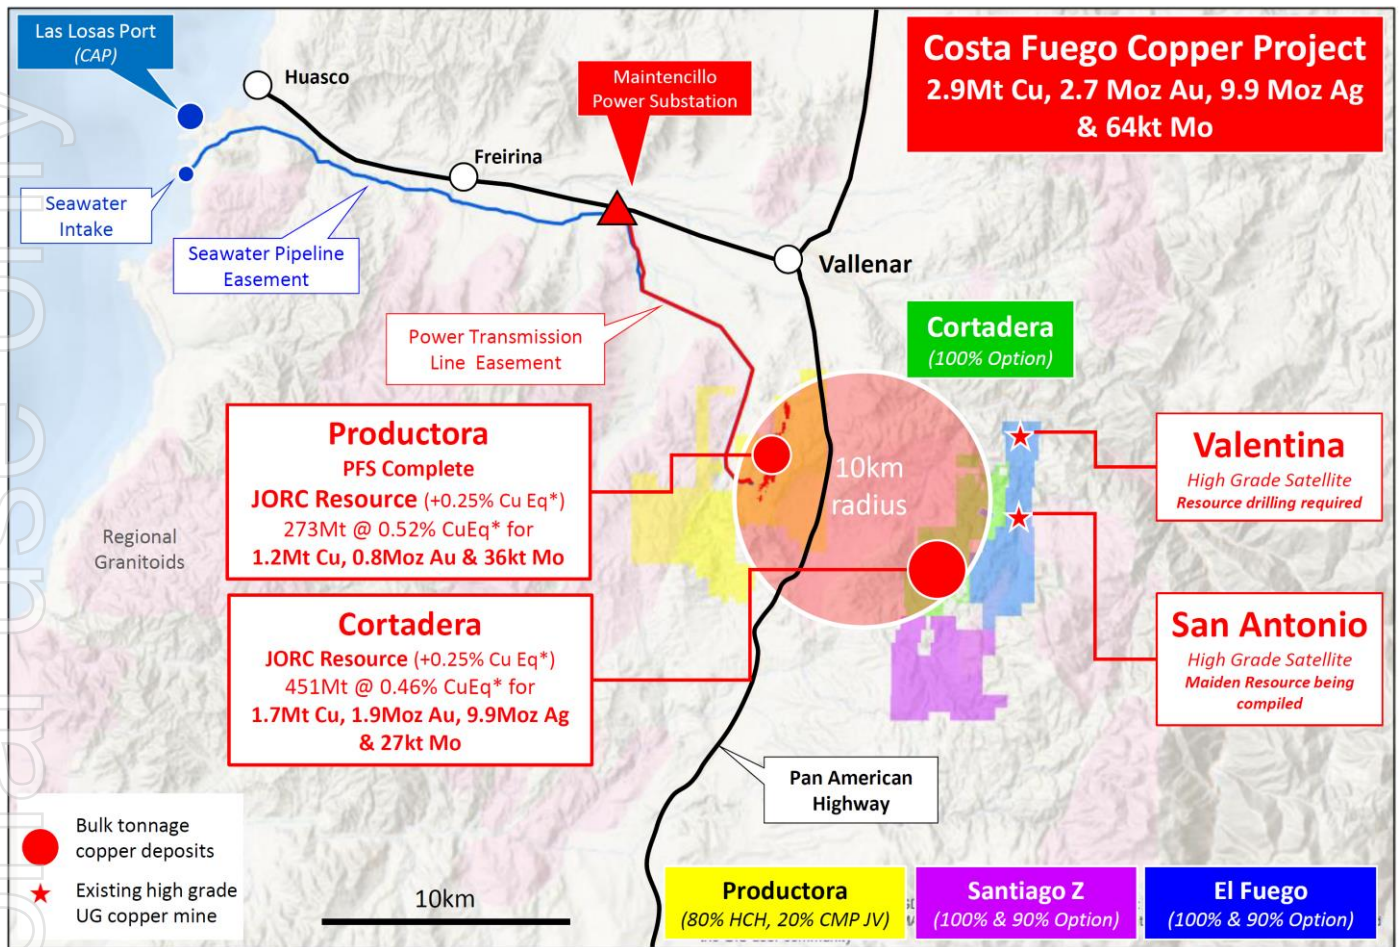 Las Losas Port
(CAP)
Huasco
Maintencillo
Power Substation
Costa Fuego Copper Project
2.9Mt Cu, 2.7 Moz Au, 9.9 Moz Ag
& 64kt Mo
Freirina
Seawater
Intake
Seawater Pipeline
Easement
Vallenar
Power Transmission
Line Easement
Cortadera
(100% Option)
Productora
PFS Complete
JORC Resource (+0.25% Cu Eq*)
273Mt @ 0.52% CuEq* for
1.2Mt Cu, 0.8Moz Au & 36kt Mo
10km
radius
Valentina
High Grade Satellite
Resource drilling required
Regional
Granitoids
Cortadera
JORC Resource (+0.25% Cu Eq*)
451Mt @ 0.46% CuEq* for
1.7Mt Cu, 1.9Moz Au, 9.9Moz Ag
& 27kt Mo
San Antonio
High Grade Satellite
Maiden Resource being
compiled
Pan American
Highway
Bulk tonnage
copper deposits
Existing high grade
UG copper mine
10km
Productora
(80% HCH, 20% CMP JV)
Santiago Z
(100% & 90% Option)
El Fuego
(100% & 90% Option)